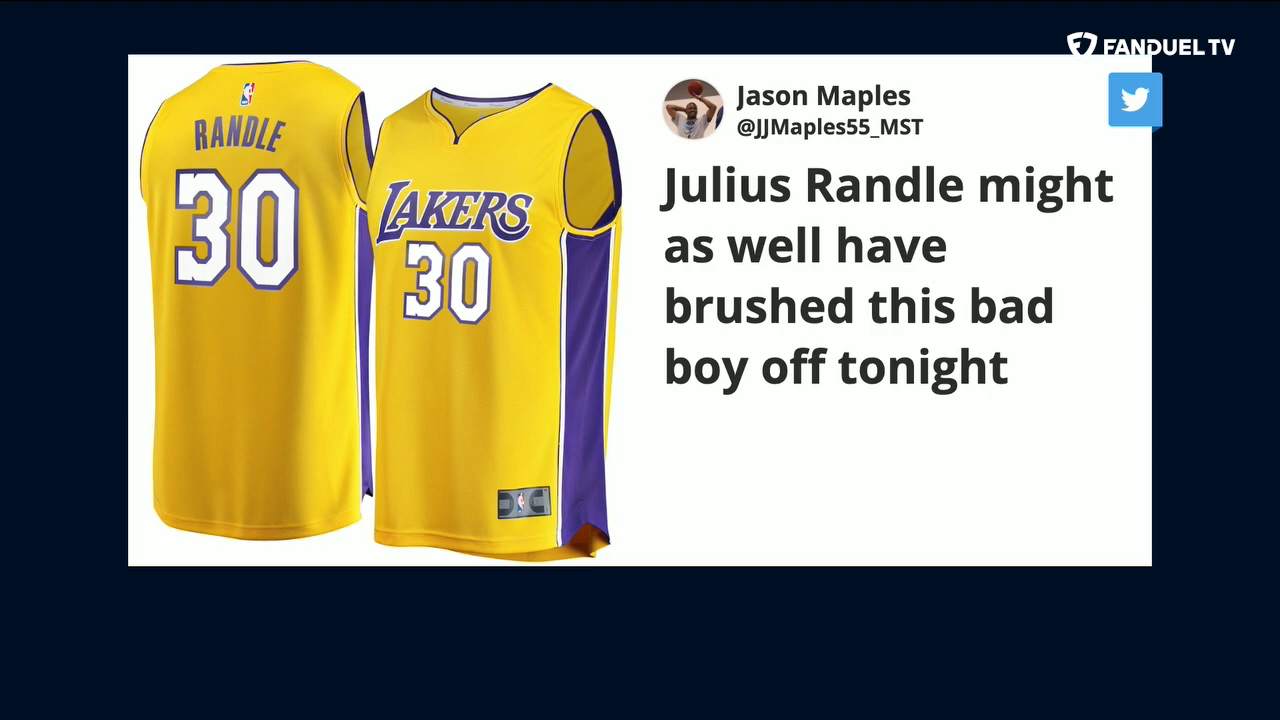 FANDUEL TV
RANDLE
30
LAKERS
30
Jason Maples
@JJMaples55_MST
Julius Randle might
as well have
brushed this bad
boy off tonight